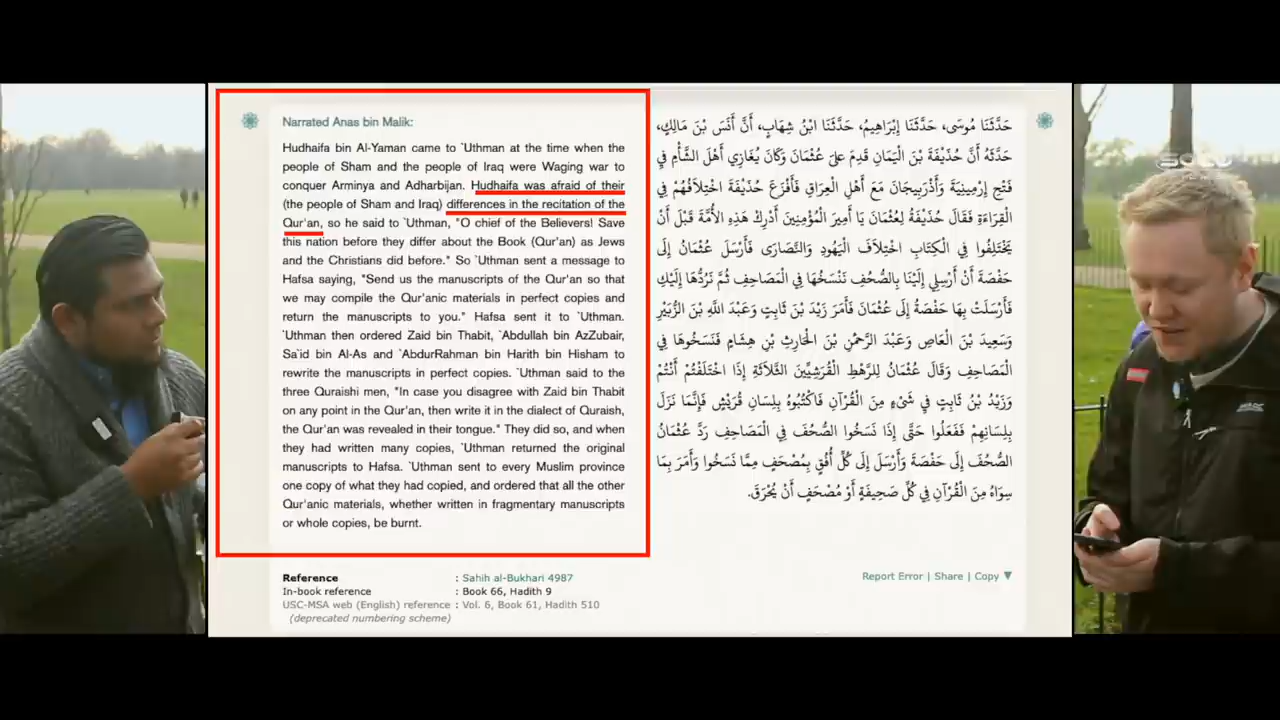 Narrated Anas bin Malik:
Hudhaifa bin Al-Yaman came to `Uthman at the time when the
people of Sham and the people of Iraq were Waging war to
conquer Arminya and Adharbijan. Hudhaifa was afraid of their
(the people of Sham and Iraq) differences in the recitation of the
Qur'an, so he said to `Uthman, "O chief of the Believers! Save
this nation before they differ about the Book (Qur'an) as Jews
and the Christians did before." So `Uthman sent a message to
Hafsa saying, "Send us the manuscripts of the Qur'an so that
we may compile the Qur'anic materials in perfect copies and
return the manuscripts to you." Hafsa sent it to `Uthman.
`Uthman then ordered Zaid bin Thabit, `Abdullah bin AzZubair,
Sa`id bin Al-As and `AbdurRahman bin Harith bin Hisham to
rewrite the manuscripts in perfect copies. `Uthman said to the
three Quraishi men, "In case you disagree with Zaid bin Thabit
on any point in the Qur'an, then write it in the dialect of Quraish,
the Qur'an was revealed in their tongue." They did so, and when
they had written many copies, `Uthman returned the original
manuscripts to Hafsa. `Uthman sent to every Muslim province
one copy of what they had copied, and ordered that all the other
Qur'anic materials, whether written in fragmentary manuscripts
or whole copies, be burnt.
حَدَّثَنَا مُوسَى، حَدَّثَنَا إِبْرَاهِيمُ، حَدَّثَنَا ابْنُ شِهَابٍ، أَنَّ أَنَسَ بْنَ مَالِكٍ،
حَدَّثَهُ أَنَّ حُذَيْفَةَ بْنَ الْيَمَانِ قَدِمَ عَلَى عُثْمَانَ وَكَانَ يُغَازِي أَهْلَ الشَّأْمِ فِي
فَتْحِ إِرْمِينِيَةَ وَأَذْرَبِيجَانَ مَعَ أَهْلِ الْعِرَاقِ فَأَفْزَعَ حُذَيْفَةَ اخْتِلاَفُهُمْ فِي
الْقِرَاءَةِ فَقَالَ حُذَيْفَةُ لِعُثْمَانَ يَا أَمِيرَ الْمُؤْمِنِينَ أَدْرِكْ هَذِهِ الأُمَّةَ قَبْلَ أَنْ
يَخْتَلِفُوا فِي الْكِتَابِ اخْتِلاَفَ الْيَهُودِ وَالنَّصَارَى فَأَرْسَلَ عُثْمَانُ إِلَى
حَفْصَةَ أَنْ أَرْسِلِي إِلَيْنَا بِالصُّحُفِ نَنْسَخُهَا فِي الْمَصَاحِفِ ثُمَّ نَرُدُّهَا إِلَيْكِ
فَأَرْسَلَتْ بِهَا حَفْصَةُ إِلَى عُثْمَانَ فَأَمَرَ زَيْدَ بْنَ ثَابِتٍ وَعَبْدَ اللَّهِ بْنَ الزُّبَيْرِ
وَسَعِيدَ بْنَ الْعَاصِ وَعَبْدَ الرَّحْمَنِ بْنَ الْحَارِثِ بْنِ هِشَامٍ فَنَسَخُوهَا فِي
الْمَصَاحِفِ وَقَالَ عُثْمَانُ لِلرَّهْطِ الْقُرَشِيِّينَ الثَّلاَثَةِ إِذَا اخْتَلَفْتُمْ أَنْتُمْ
وَزَيْدُ بْنُ ثَابِتٍ فِي شَىْءٍ مِنَ الْقُرْآنِ فَاكْتُبُوهُ بِلِسَانِ قُرَيْشٍ فَإِنَّمَا نَزَلَ
بِلِسَانِهِمْ فَفَعَلُوا حَتَّى إِذَا نَسَخُوا الصُّحُفَ فِي الْمَصَاحِفِ رَدَّ عُثْمَانُ
الصُّحُفَ إِلَى حَفْصَةَ وَأَرْسَلَ إِلَى كُلِّ أُفُقٍ بِمُصْحَفٍ مِمَّا نَسَخُوا وَأَمَرَ بِمَا
سِوَاهُ مِنَ الْقُرْآنِ فِي كُلِّ صَحِيفَةٍ أَوْ مُصْحَفٍ أَنْ يُحْرَقَ.
Reference : Sahih al-Bukhari 4987
In-book reference : Book 66, Hadith 9
USC-MSA web (English) reference : Vol. 6, Book 61, Hadith 510
(deprecated numbering scheme)
Report Error | Share | Copy ▼